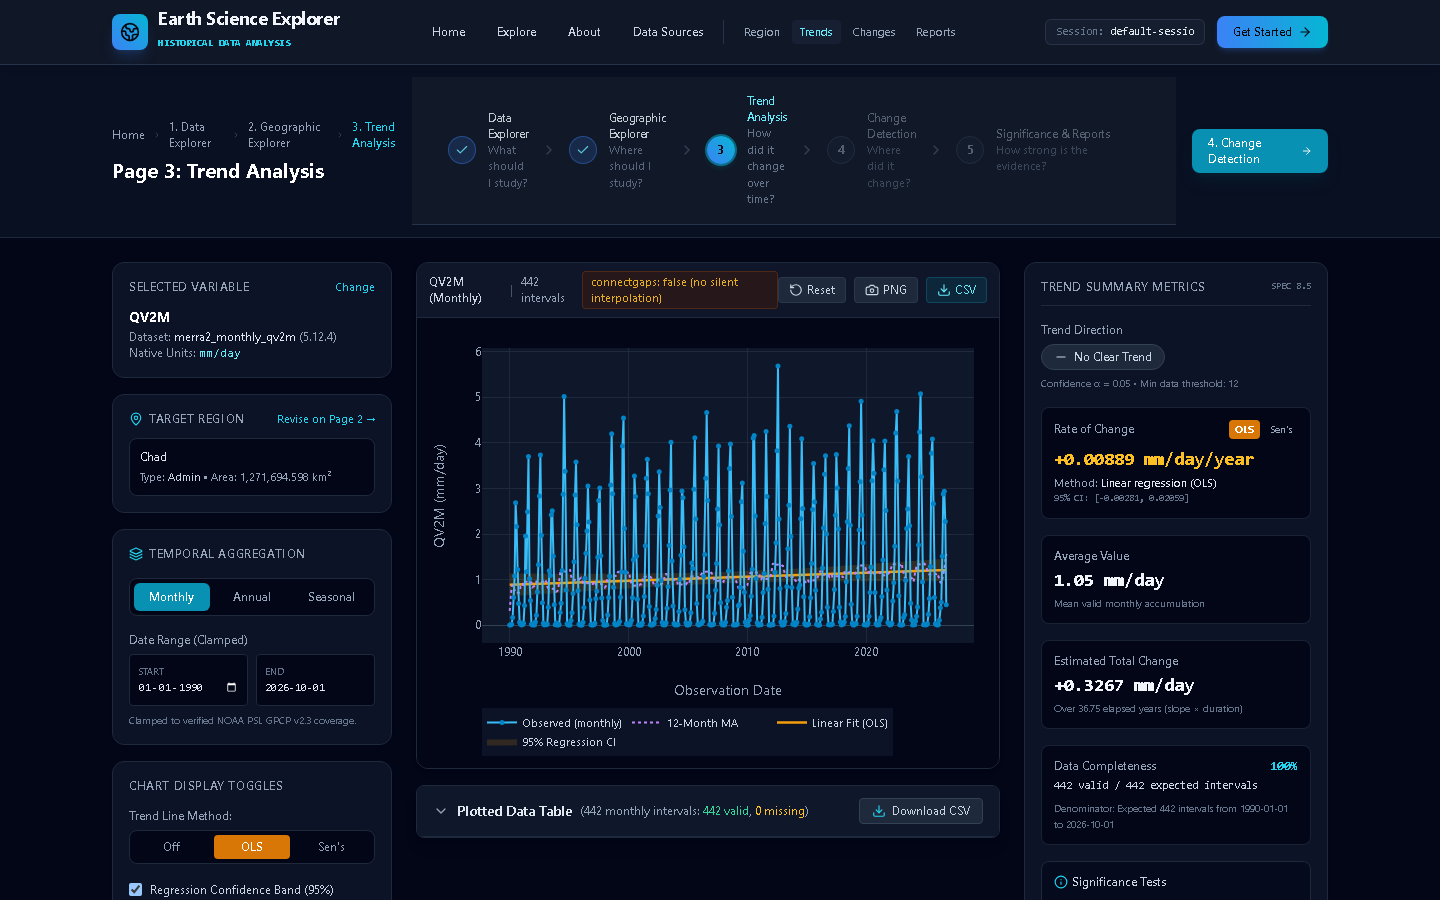 Earth Science Explorer
HISTORICAL DATA ANALYSIS
Home
Explore
About
Data Sources
Region
Trends
Changes
Reports
Session: default-sessio
Get Started →
Home
1. Data
Explorer
2. Geographic
Explorer
3. Trend
Analysis
Page 3: Trend Analysis
Data
Explorer
What
should
I study?
Geographic
Explorer
Where
should I
study?
3
Trend
Analysis
How
did it
change
over
time?
4
Change
Detection
Where
did it
change?
5
Significance & Reports
How strong is the
evidence?
4. Change
Detection →
SELECTED VARIABLE
Change
QV2M
Dataset: merra2_monthly_qv2m (5.12.4)
Native Units: mm/day
TARGET REGION
Revise on Page 2 →
Chad
Type: Admin • Area: 1,271,694.598 km²
TEMPORAL AGGREGATION
Monthly
Annual
Seasonal
Date Range (Clamped)
START
01-01-1990
END
2026-10-01
Clamped to verified NOAA PSL GPCP v2.3 coverage.
CHART DISPLAY TOGGLES
Trend Line Method:
Off
OLS
Sen's
Regression Confidence Band (95%)
QV2M
(Monthly)
442
intervals
connectgaps: false (no silent
interpolation)
Reset
PNG
CSV
QV2M (mm/day)
6
5
4
3
2
1
0
1990
2000
2010
2020
Observation Date
Observed (monthly)
12-Month MA
Linear Fit (OLS)
95% Regression CI
Plotted Data Table (442 monthly intervals: 442 valid, 0 missing)
Download CSV
TREND SUMMARY METRICS
SPEC 8.5
Trend Direction
— No Clear Trend
Confidence α = 0.05 • Min data threshold: 12
Rate of Change
OLS
Sen's
+0.00889 mm/day/year
Method: Linear regression (OLS)
95% CI: [-0.00281, 0.02059]
Average Value
1.05 mm/day
Mean valid monthly accumulation
Estimated Total Change
+0.3267 mm/day
Over 36.75 elapsed years (slope × duration)
Data Completeness
100%
442 valid / 442 expected intervals
Denominator: Expected 442 intervals from 1990-01-01
to 2026-10-01
Significance Tests